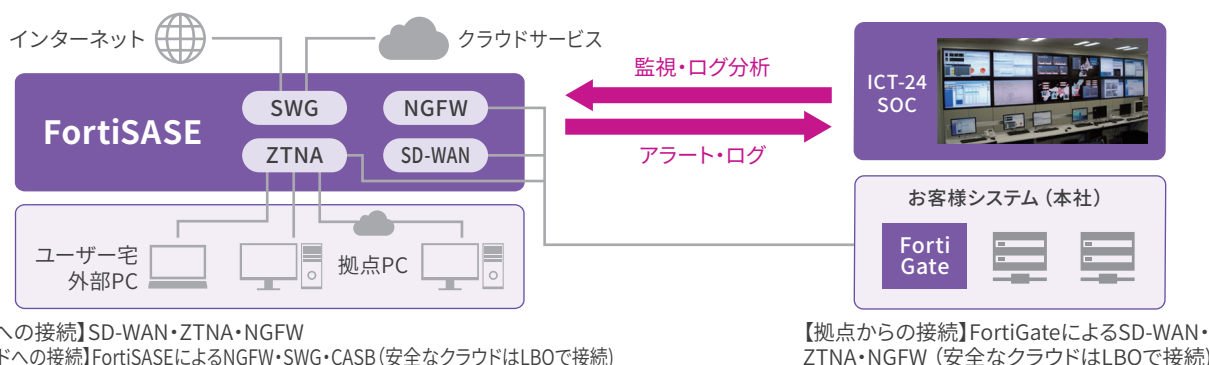 インターネット
クラウドサービス
FortiSASE
SWG
NGFW
ZTNA
SD-WAN
監視・ログ分析
アラート・ログ
ICT-24
SOC
ユーザー宅
外部PC
拠点PC
お客様システム（本社）
Forti
Gate
への接続】SD-WAN・ZTNA・NGFW
ドへの接続】FortiSASEによるNGFW・SWG・CASB（安全なクラウドはLBOで接続）
【拠点からの接続】FortiGateによるSD-WAN・
ZTNA・NGFW（安全なクラウドはLBOで接続）